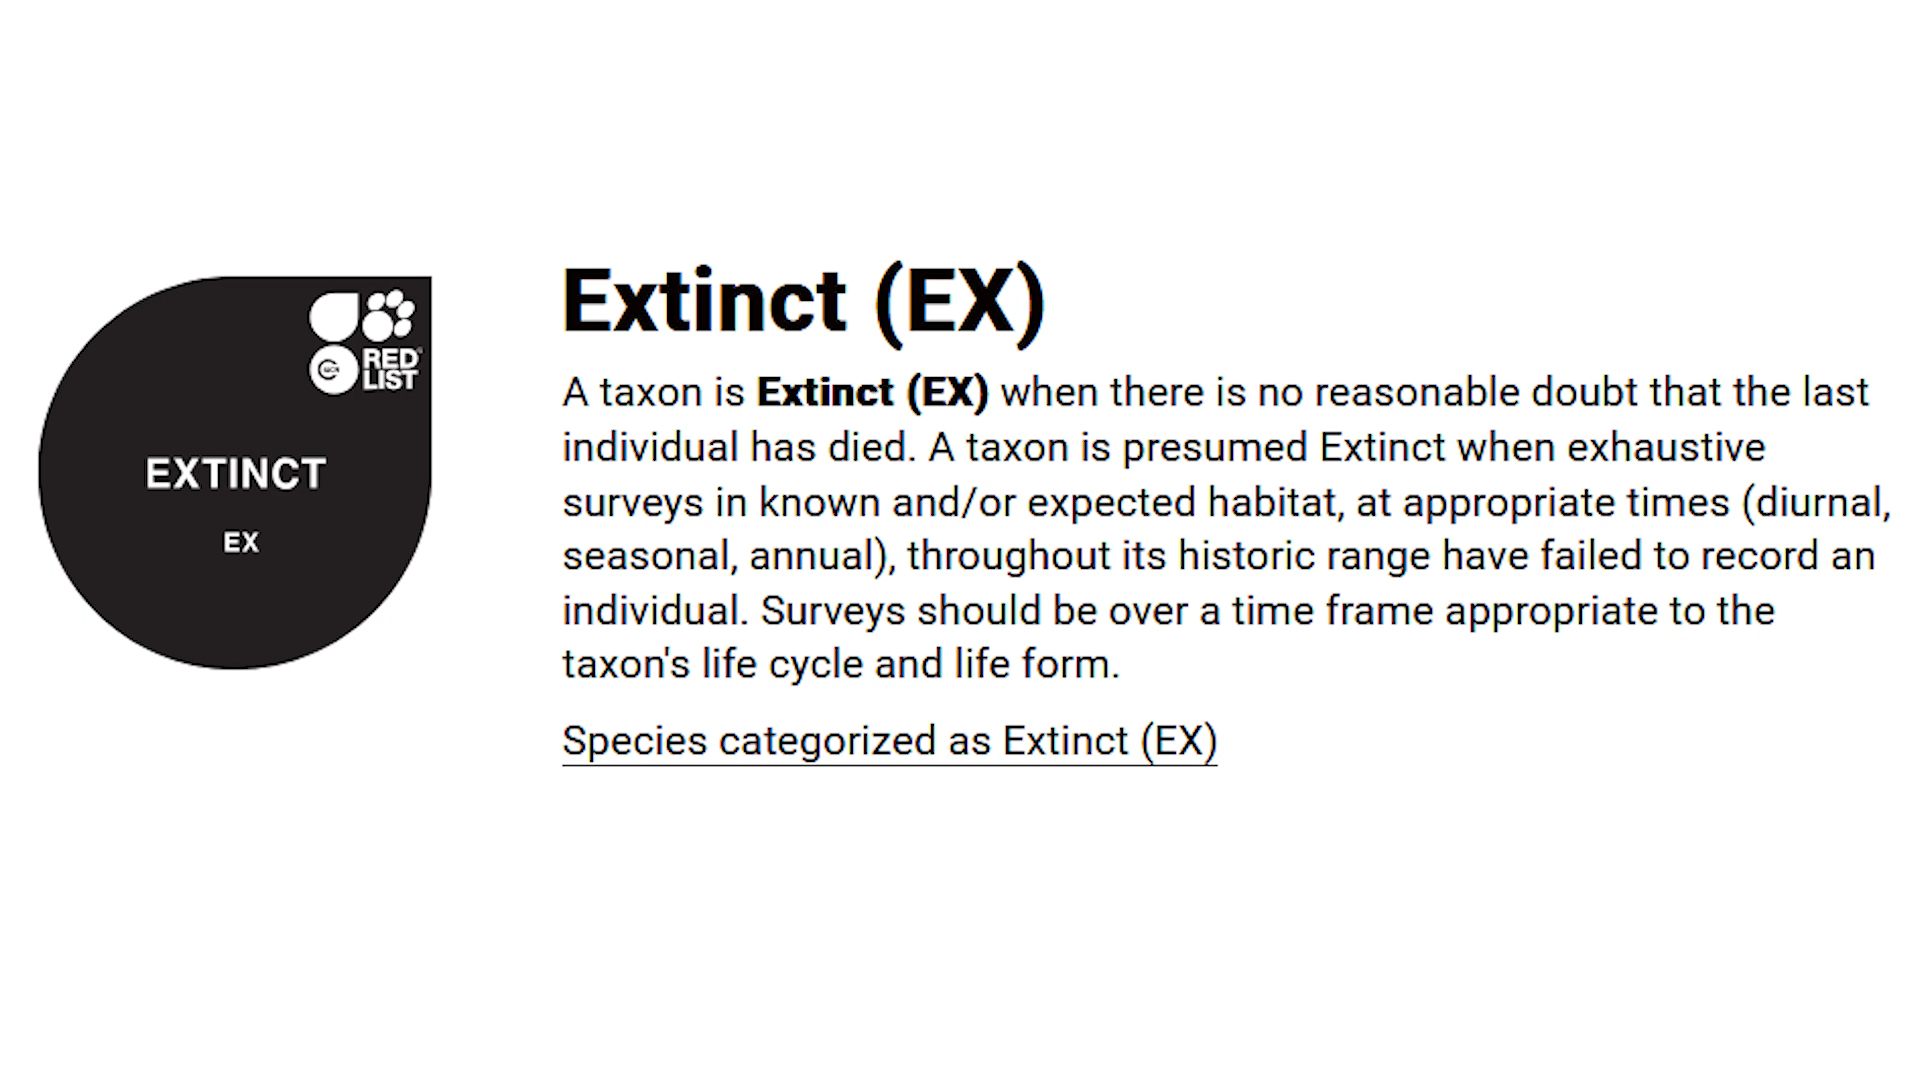 RED
LIST
EXTINCT
EX
Extinct (EX)
A taxon is Extinct (EX) when there is no reasonable doubt that the last
individual has died. A taxon is presumed Extinct when exhaustive
surveys in known and/or expected habitat, at appropriate times (diurnal,
seasonal, annual), throughout its historic range have failed to record an
individual. Surveys should be over a time frame appropriate to the
taxon's life cycle and life form.
Species categorized as Extinct (EX)